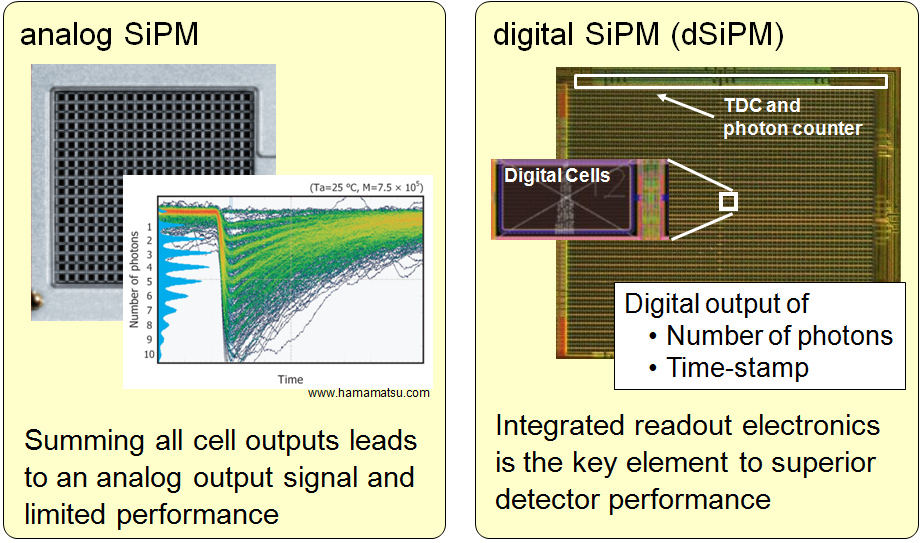 analog SiPM
(Ta=25 °C, M=7.5 × 10⁵)
Number of photons
1
2
3
4
5
6
7
8
9
10
Time
www.hamamatsu.com
Summing all cell outputs leads
to an analog output signal and
limited performance
digital SiPM (dSiPM)
TDC and
photon counter
Digital Cells
Digital output of
• Number of photons
• Time-stamp
Integrated readout electronics
is the key element to superior
detector performance